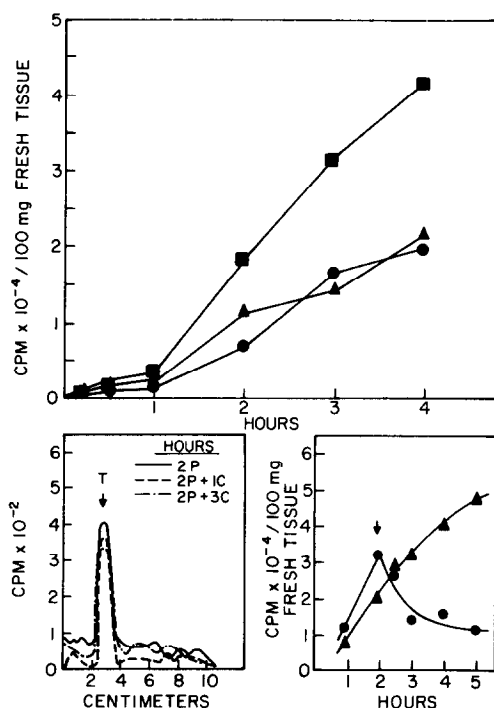 CPM x 10⁻⁴/100 mg FRESH TISSUE
5
4
3
2
1
0
1 2 3 4
HOURS
CPM x 10⁻²
6
5
4
3
2
1
0
HOURS
2P
2P + 1C
2P + 3C
T
2 4 6 8 10
CENTIMETERS
CPM x 10⁻⁴/100 mg
FRESH TISSUE
6
5
4
3
2
1
0
1 2 3 4 5
HOURS